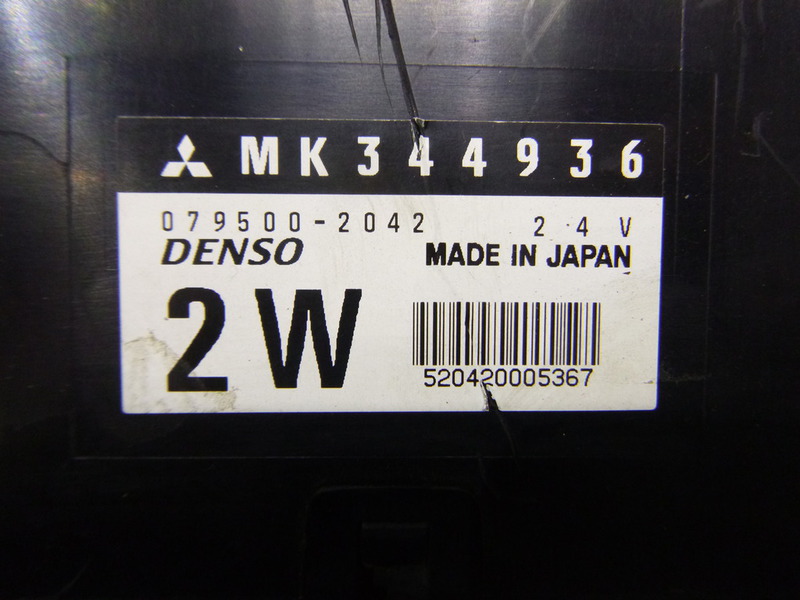 MK344936
079500-2042 24V
DENSO MADE IN JAPAN
2W
520420005367